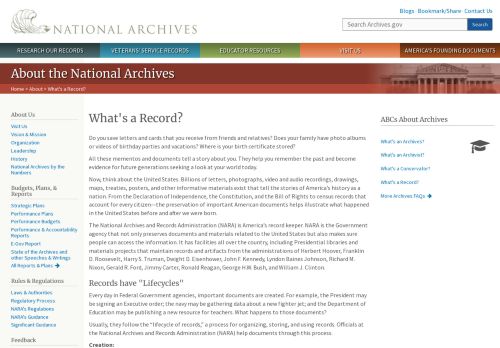 NATIONAL ARCHIVES
Blogs · Bookmark/Share · Contact Us
Search Archives.gov
Search
RESEARCH OUR RECORDS
VETERANS' SERVICE RECORDS
EDUCATOR RESOURCES
VISIT US
AMERICA'S FOUNDING DOCUMENTS
About the National Archives
Home > About > What's a Record?
About Us
Visit Us
Vision & Mission
Organization
Leadership
History
National Archives by the
Numbers
Budgets, Plans, &
Reports
Strategic Plans
Performance Plans
Performance Budgets
Performance & Accountability
Reports
E-Gov Report
State of the Archives and
other Speeches & Writings
All Reports & Plans
Rules & Regulations
Laws & Authorities
Regulatory Process
NARA's Regulations
NARA's Guidance
Significant Guidance
Feedback
What's a Record?
Do you save letters and cards that you receive from friends and relatives? Does your family have photo albums
or videos of birthday parties and vacations? Where is your birth certificate stored?
All these mementos and documents tell a story about you. They help you remember the past and become
evidence for future generations seeking a look at your world today.
Now, think about the United States: Billions of letters, photographs, video and audio recordings, drawings,
maps, treaties, posters, and other informative materials exist that tell the stories of America's history as a
nation. From the Declaration of Independence, the Constitution, and the Bill of Rights to census records that
account for every citizen—the preservation of important American documents helps illustrate what happened
in the United States before and after we were born.
The National Archives and Records Administration (NARA) is America's record keeper. NARA is the Government
agency that not only preserves documents and materials related to the United States but also makes sure
people can access the information. It has facilities all over the country, including Presidential libraries and
materials projects that maintain records and artifacts from the administrations of Herbert Hoover, Franklin
D. Roosevelt, Harry S. Truman, Dwight D. Eisenhower, John F. Kennedy, Lyndon Baines Johnson, Richard M.
Nixon, Gerald R. Ford, Jimmy Carter, Ronald Reagan, George H.W. Bush, and William J. Clinton.
Records have "Lifecycles"
Every day in Federal Government agencies, important documents are created. For example, the President may
be signing an Executive order; the navy may be gathering data about a new fighter jet; and the Department of
Education may be publishing a new resource for teachers. What happens to those documents?
Usually, they follow the "lifecycle of records," a process for organizing, storing, and using records. Officials at
the National Archives and Records Administration (NARA) help documents through this process.
Creation:
ABCs About Archives
What's an Archives?
What's an Archivist?
What's a Conservator?
What's a Record?
More Archives FAQs